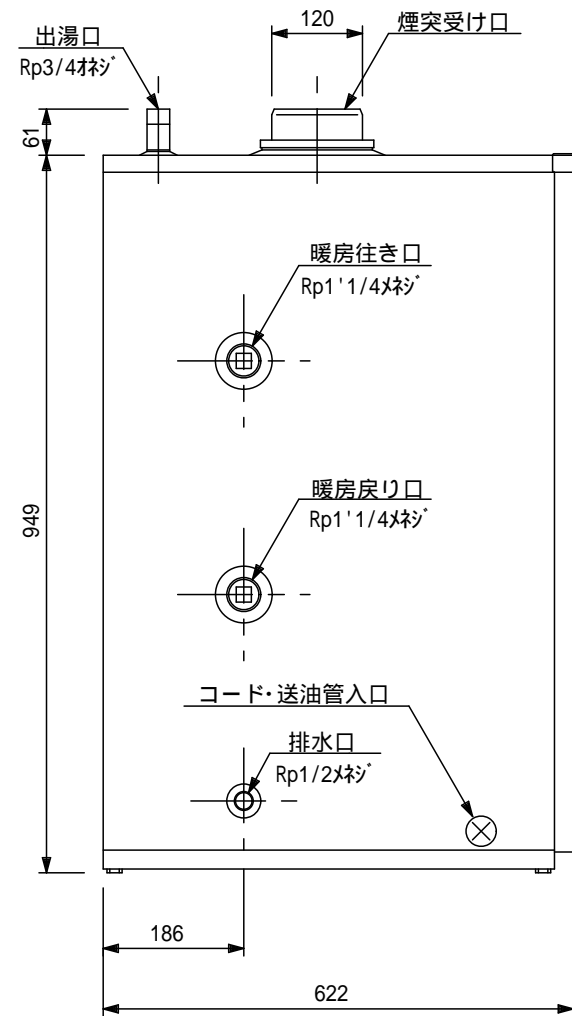 120
煙突受け口
出湯口
Rp3/4オネジ
61
暖房往き口
Rp1'1/4メネジ
949
暖房戻り口
Rp1'1/4メネジ
コード・送油管入口
排水口
Rp1/2メネジ
186
622